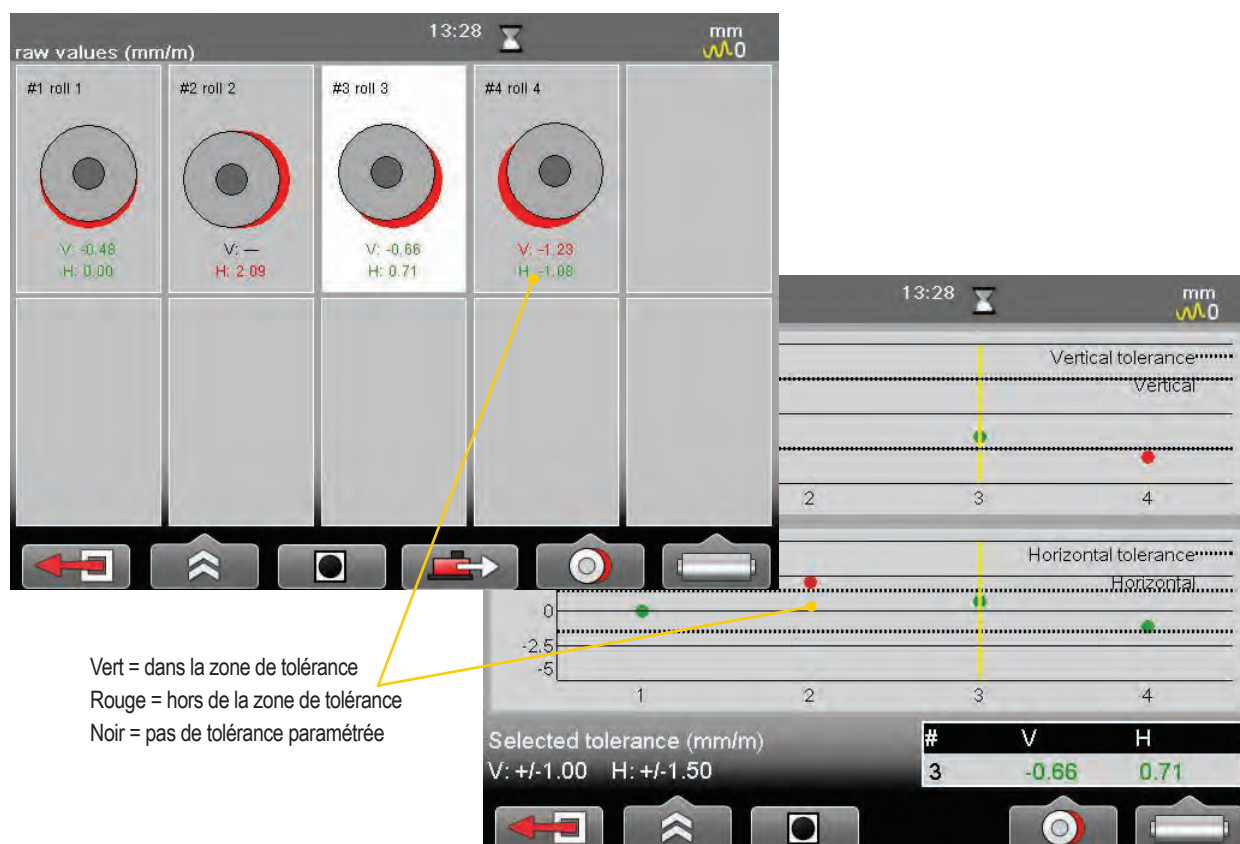 13:28
mm
raw values (mm/m)
0
#1 roll 1
#2 roll 2
#3 roll 3
#4 roll 4
V: -0.48
H: 0.00
V: —
H: 2.09
V: -0.66
H: 0.71
V: -1.23
H: -1.08
13:28
mm
0
Vertical tolerance
Vertical
2
3
4
Horizontal tolerance
Horizontal
0
-2.5
-5
1
2
3
4
Vert = dans la zone de tolérance
Rouge = hors de la zone de tolérance
Noir = pas de tolérance paramétrée
Selected tolerance (mm/m)
V: +/-1.00 H: +/-1.50
# V H
3 -0.66 0.71